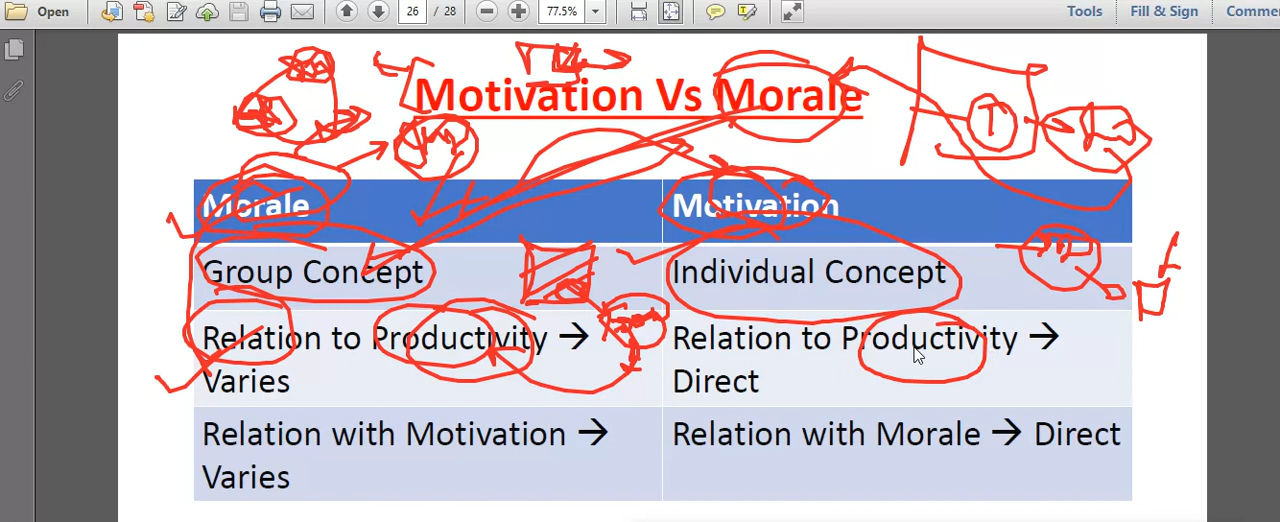 Open 26 / 28 77.5% Tools Fill & Sign Comme
Motivation Vs Morale
Morale Motivation
Group Concept Individual Concept
Relation to Productivity → Relation to Productivity →
Varies Direct
Relation with Motivation → Relation with Morale → Direct
Varies